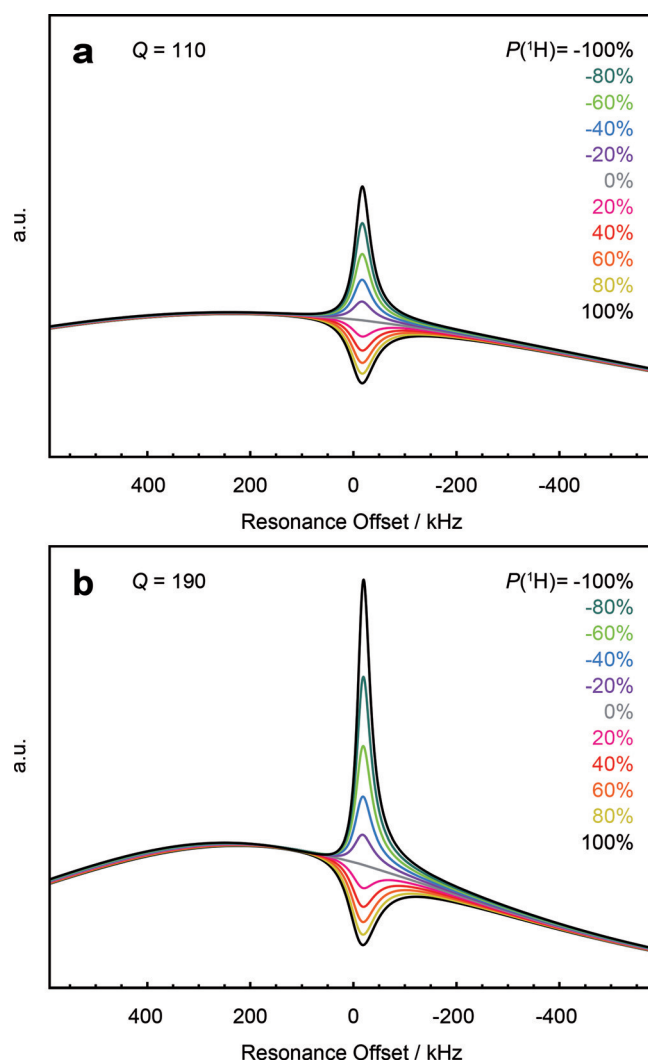 a Q = 110 P(¹H)= -100%
-80%
-60%
-40%
-20%
0%
20%
40%
60%
80%
100%
a.u.
400 200 0 -200 -400
Resonance Offset / kHz
b Q = 190 P(¹H)= -100%
-80%
-60%
-40%
-20%
0%
20%
40%
60%
80%
100%
a.u.
400 200 0 -200 -400
Resonance Offset / kHz